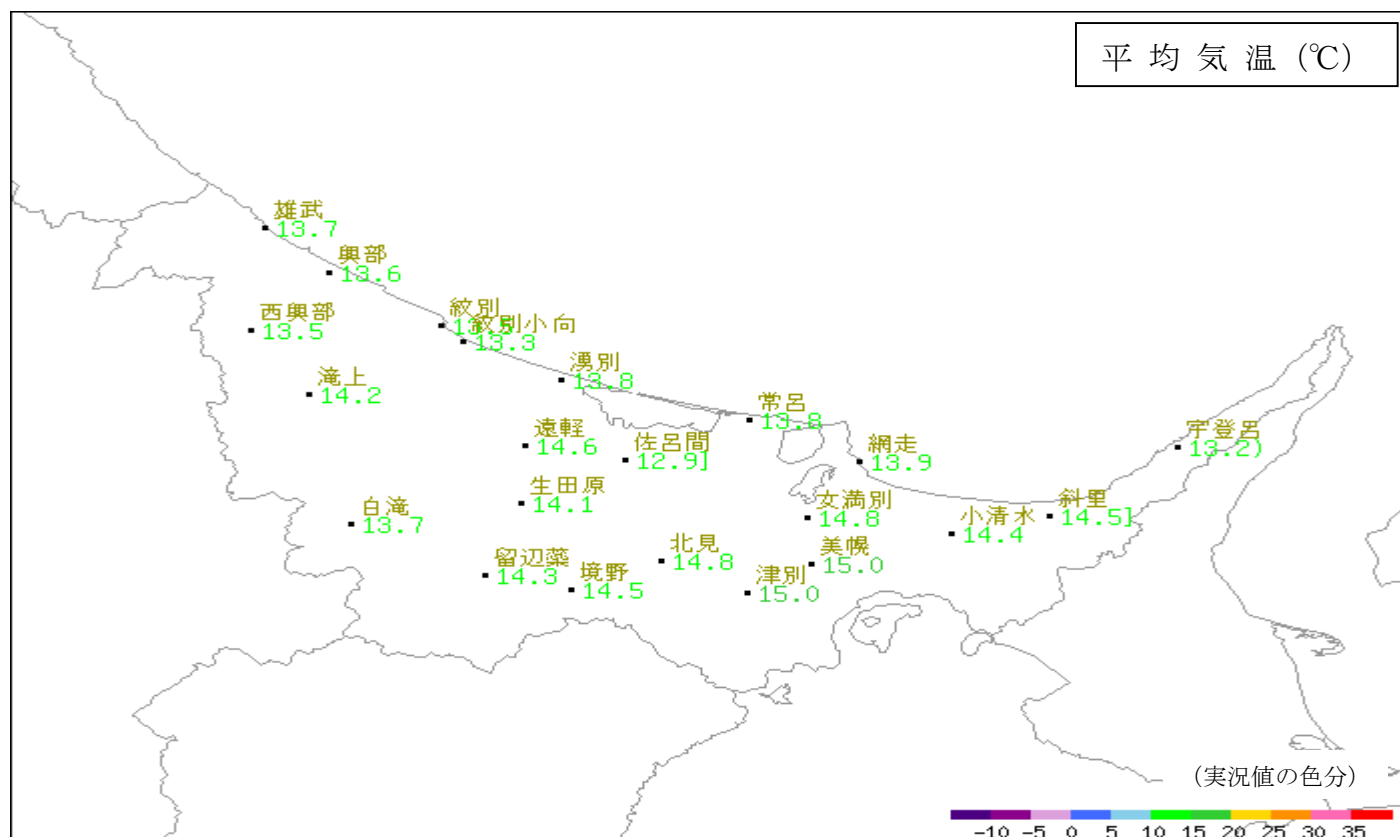 平均気温(℃)
雄武
13.7
興部
13.6
西興部
13.5
紋別
紋別小向
13.3
滝上
14.2
湧別
13.8
常呂
13.8
遠軽
14.6
佐呂間
12.9]
網走
13.9
宇登呂
13.2)
生田原
14.1
白滝
13.7
女満別
14.8
小清水
14.4
斜里
14.5]
留辺蘂
14.3
境野
14.5
北見
14.8
美幌
15.0
津別
15.0
(実況値の色分)
-10 -5 0 5 10 15 20 25 30 35